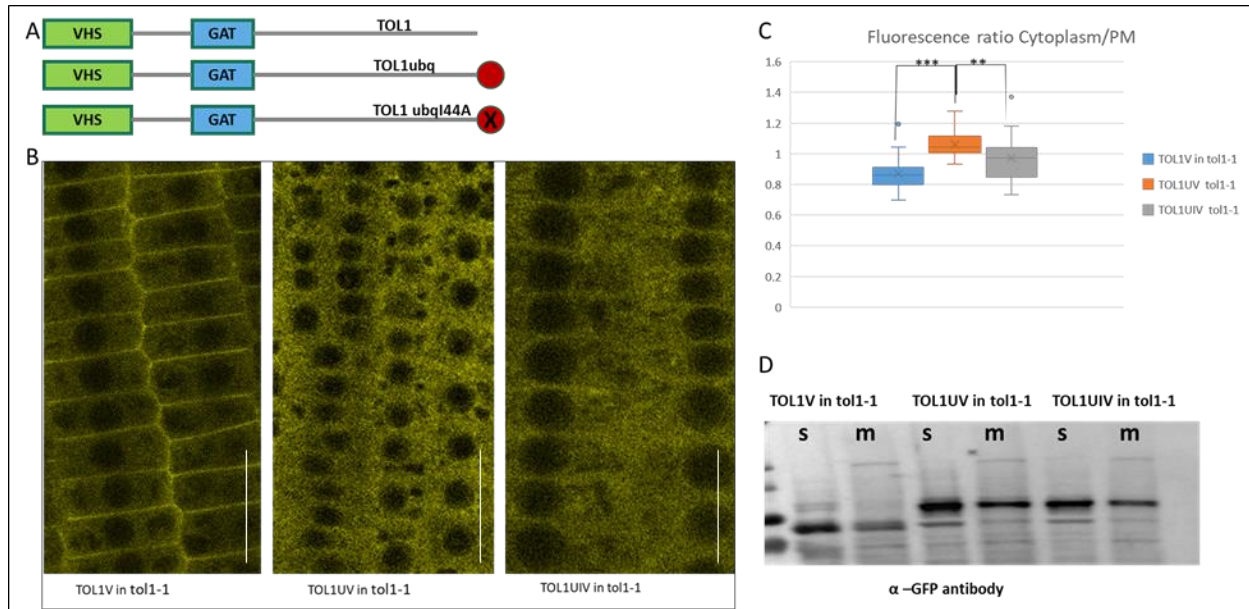 A
VHS GAT TOL1
VHS GAT TOL1ubq
VHS GAT TOL1 ubqI44A
X
B
TOL1V in tol1-1
TOL1UV in tol1-1
TOL1UIV in tol1-1
C
Fluorescence ratio Cytoplasm/PM
1.6
1.4
1.2
1
0.8
0.6
0.4
0.2
0
*** **
TOL1V in tol1-1
TOL1UV tol1-1
TOL1UIV tol1-1
D
TOL1V in tol1-1 TOL1UV in tol1-1 TOL1UIV in tol1-1
s m s m s m
α –GFP antibody